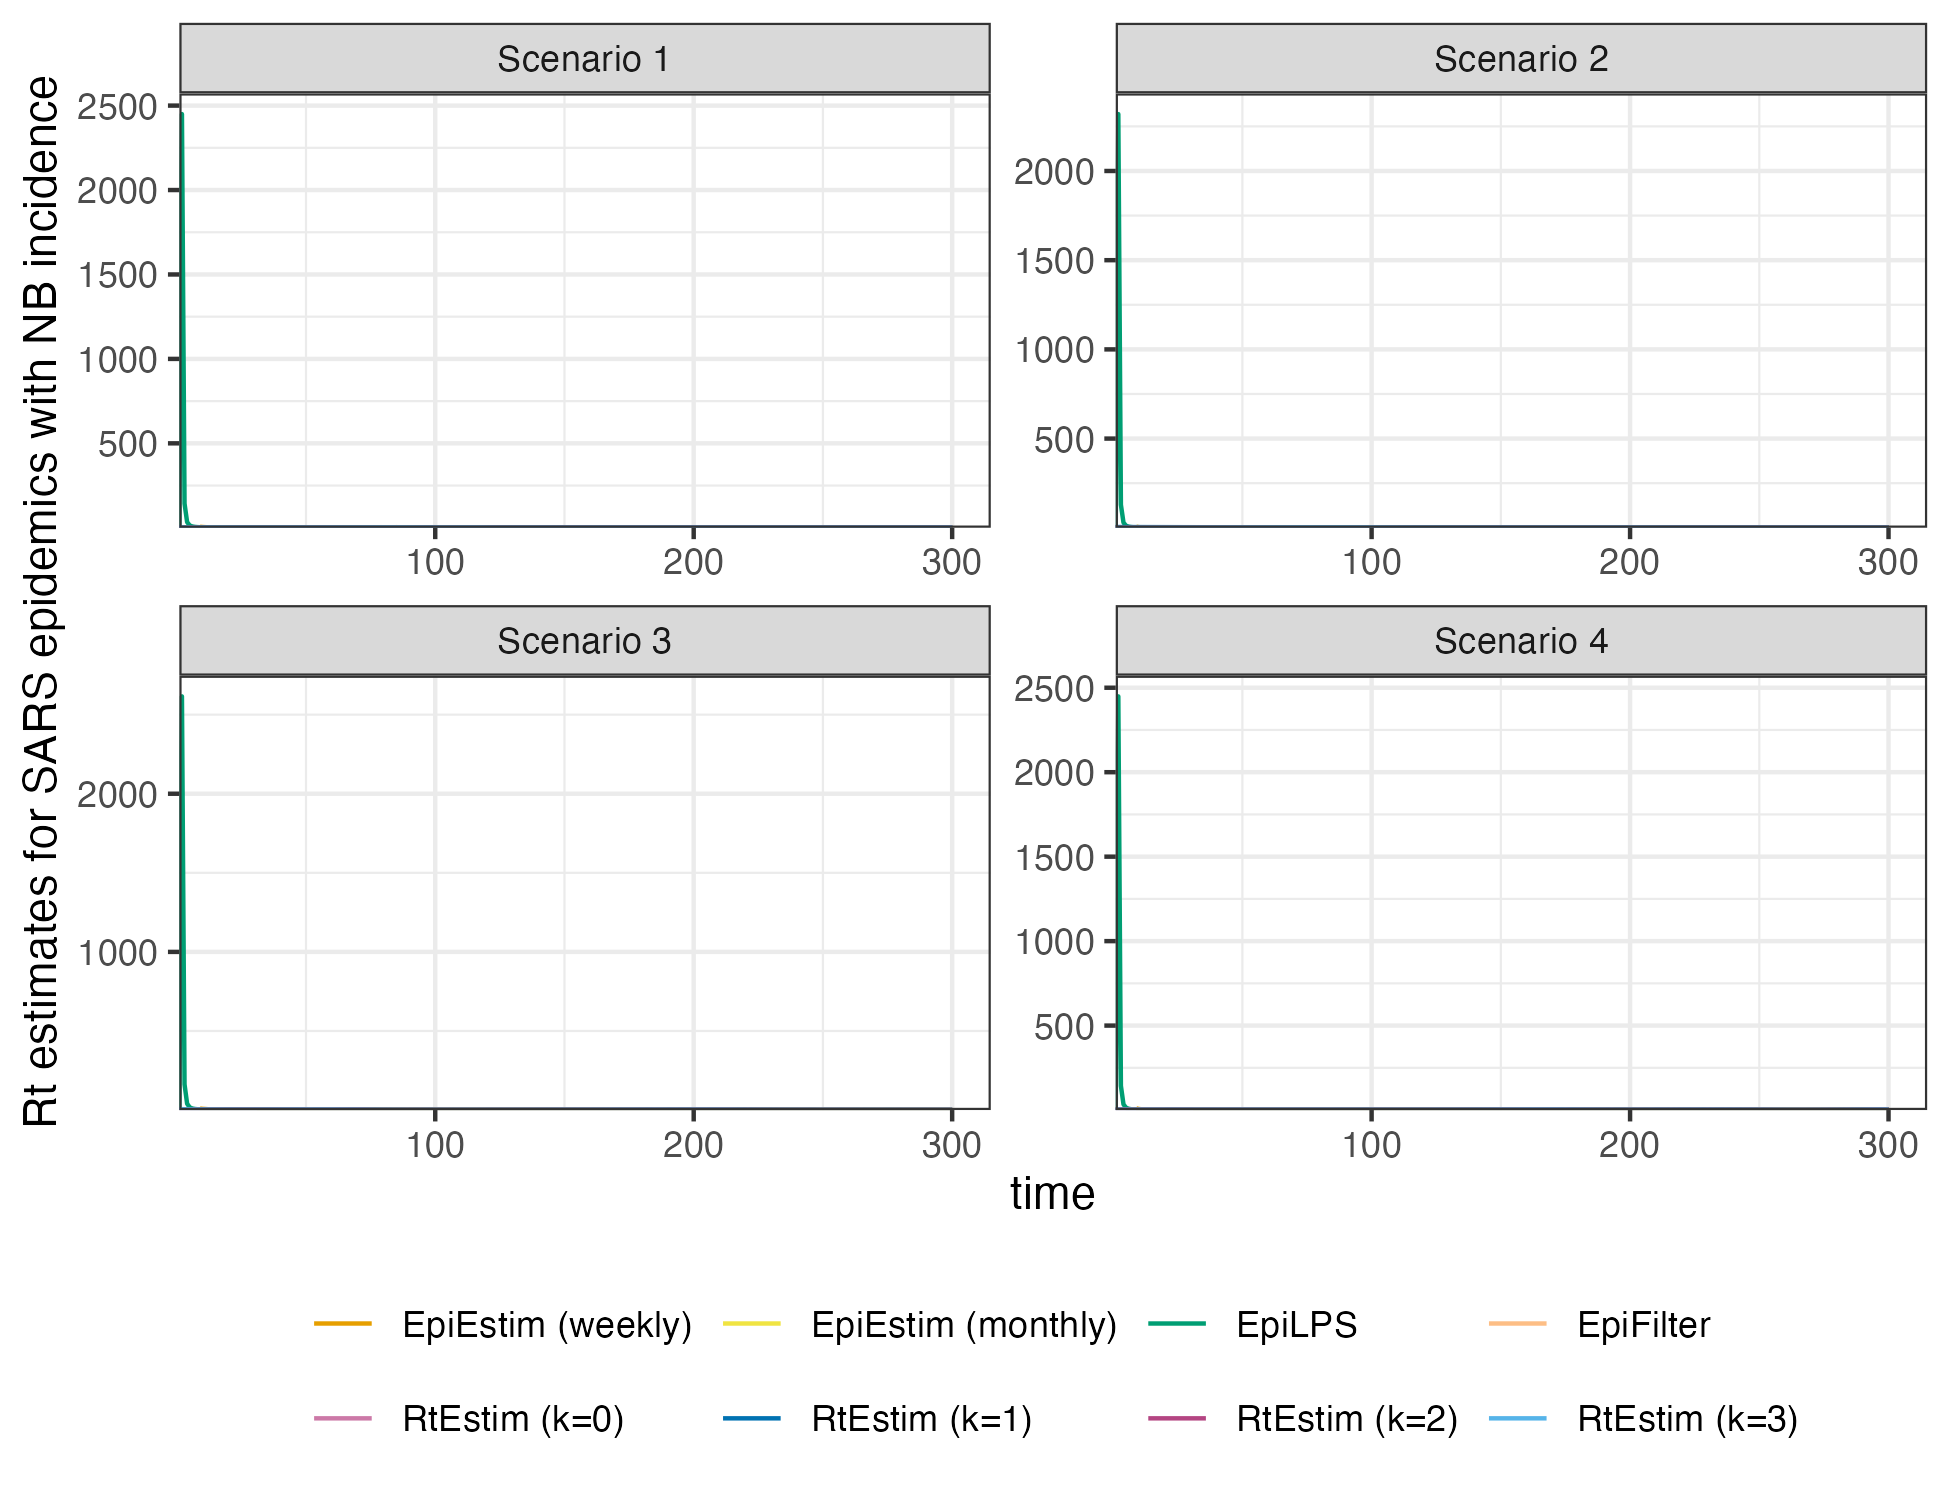 Rt estimates for SARS epidemics with NB incidence
Scenario 1
2500
2000
1500
1000
500
100 200 300
Scenario 2
2000
1500
1000
500
100 200 300
Scenario 3
2000
1000
100 200 300
Scenario 4
2500
2000
1500
1000
500
100 200 300
time
EpiEstim (weekly) EpiEstim (monthly) EpiLPS EpiFilter
RtEstim (k=0) RtEstim (k=1) RtEstim (k=2) RtEstim (k=3)